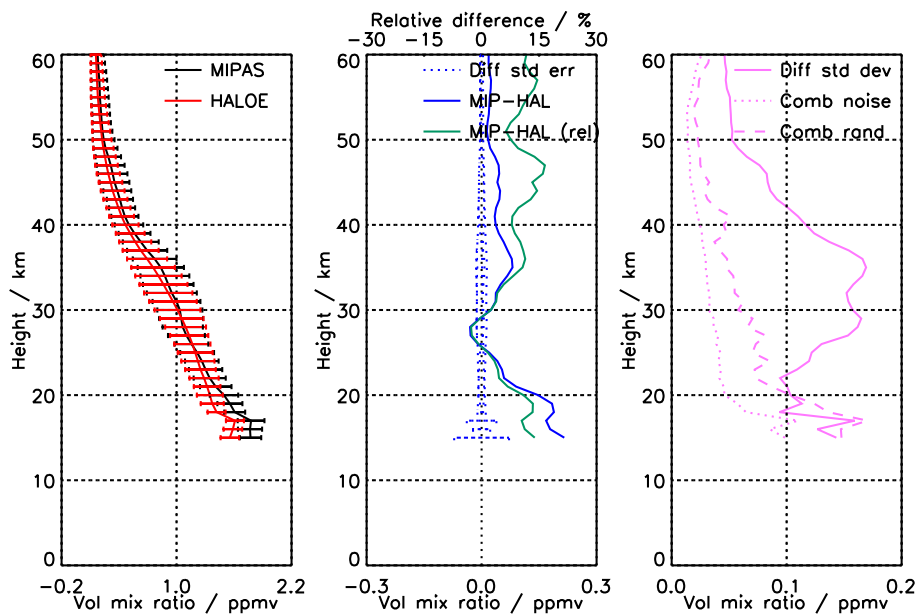 Relative difference / %
-30 -15 0 15 30
60 MIPAS
HALOE
50
40
30
20
10
0
Height / km
-0.2 1.0 2.2
Vol mix ratio / ppmv
60 Diff std err
MIP-HAL
MIP-HAL (rel)
50
40
30
20
10
0
Height / km
-0.3 0.0 0.3
Vol mix ratio / ppmv
60 Diff std dev
Comb noise
Comb rand
50
40
30
20
10
0
Height / km
0.0 0.1 0.2
Vol mix ratio / ppmv